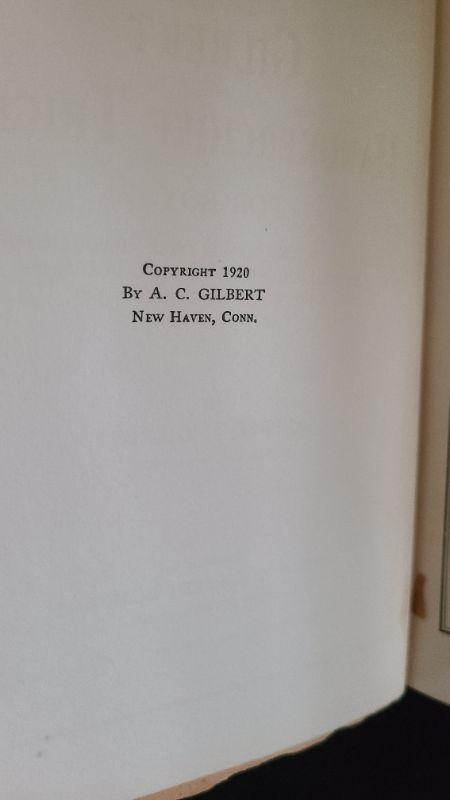 Copyright 1920
By A. C. GILBERT
New Haven, Conn.